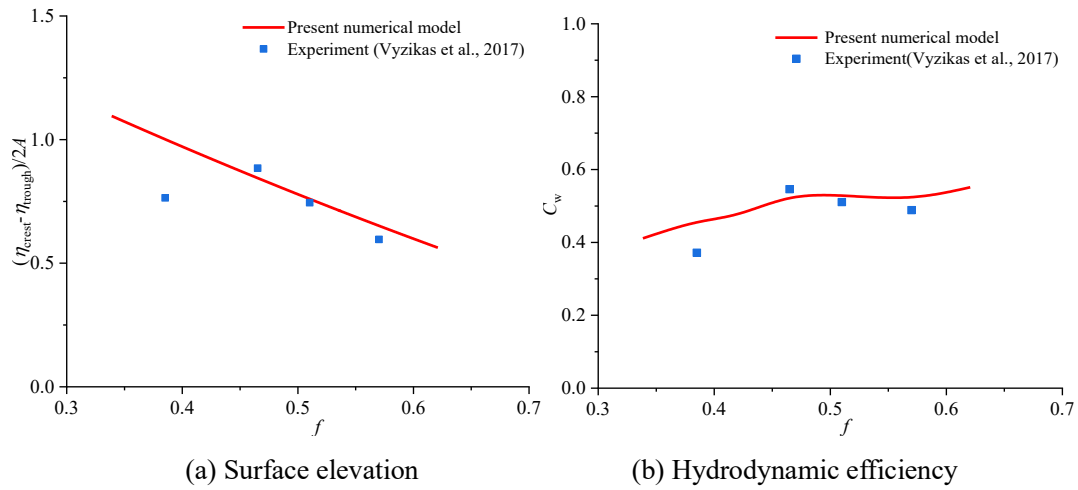 1.5
1.0
0.5
0.0
0.3
0.4
0.5
0.6
0.7
(ηcrest- ηtrough)/2A
f
Present numerical model
Experiment (Vyzikas et al., 2017)
(a) Surface elevation
1.0
0.8
0.6
0.4
0.2
0.0
0.3
0.4
0.5
0.6
0.7
Cw
f
Present numerical model
Experiment(Vyzikas et al., 2017)
(b) Hydrodynamic efficiency